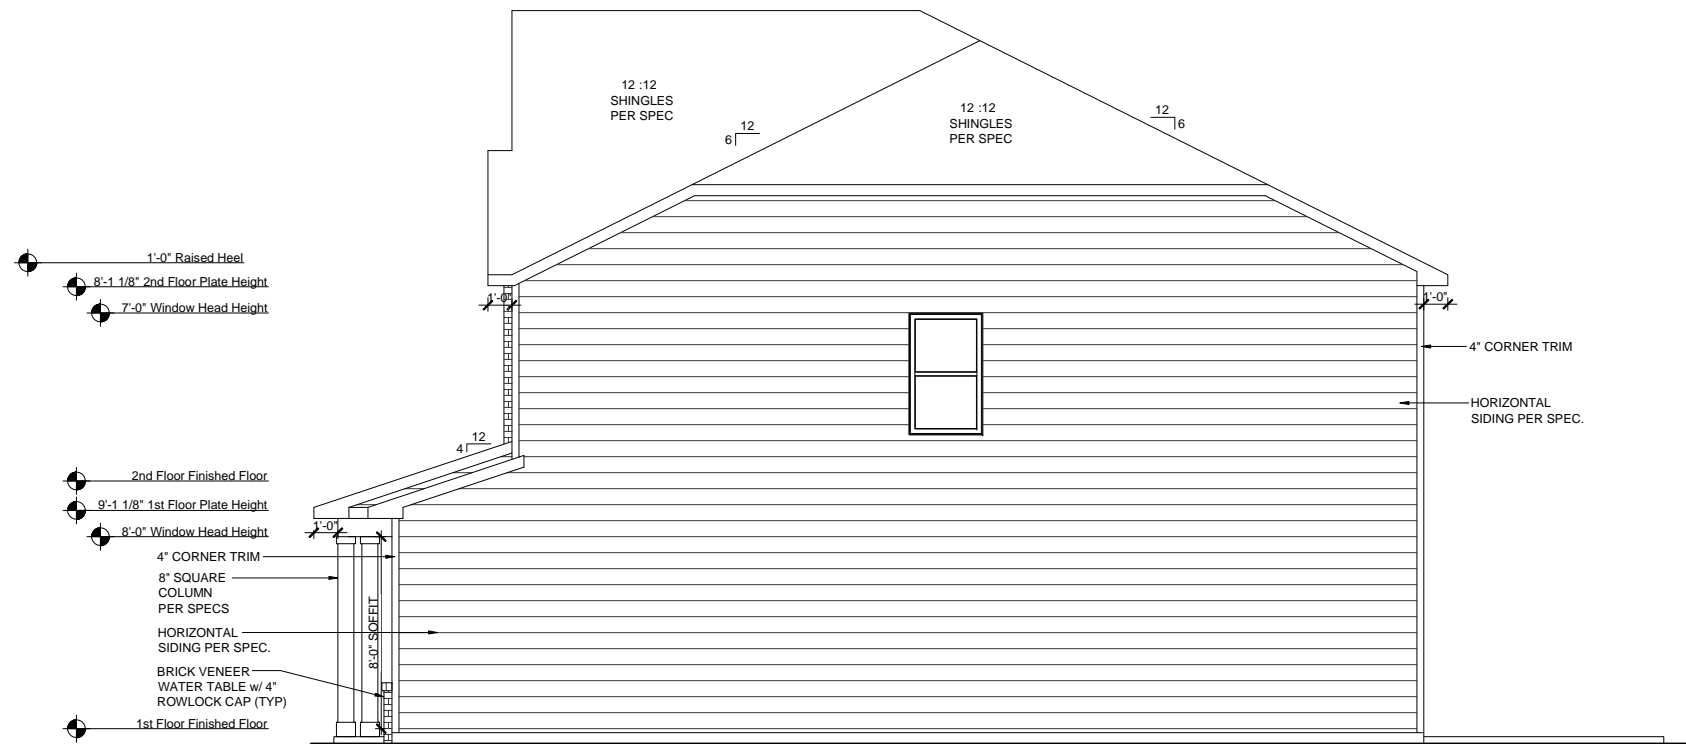 12 :12
SHINGLES
PER SPEC
12
6
12 :12
SHINGLES
PER SPEC
12
6
1'-0" Raised Heel
8'-1 1/8" 2nd Floor Plate Height
7'-0" Window Head Height
1'-0"
1'-0"
4" CORNER TRIM
HORIZONTAL
SIDING PER SPEC.
12
4
2nd Floor Finished Floor
9'-1 1/8" 1st Floor Plate Height
8'-0" Window Head Height
1'-0"
4" CORNER TRIM
8" SQUARE
COLUMN
PER SPECS
8'-0" SOFFIT
HORIZONTAL
SIDING PER SPEC.
BRICK VENEER
WATER TABLE w/ 4"
ROWLOCK CAP (TYP)
1st Floor Finished Floor